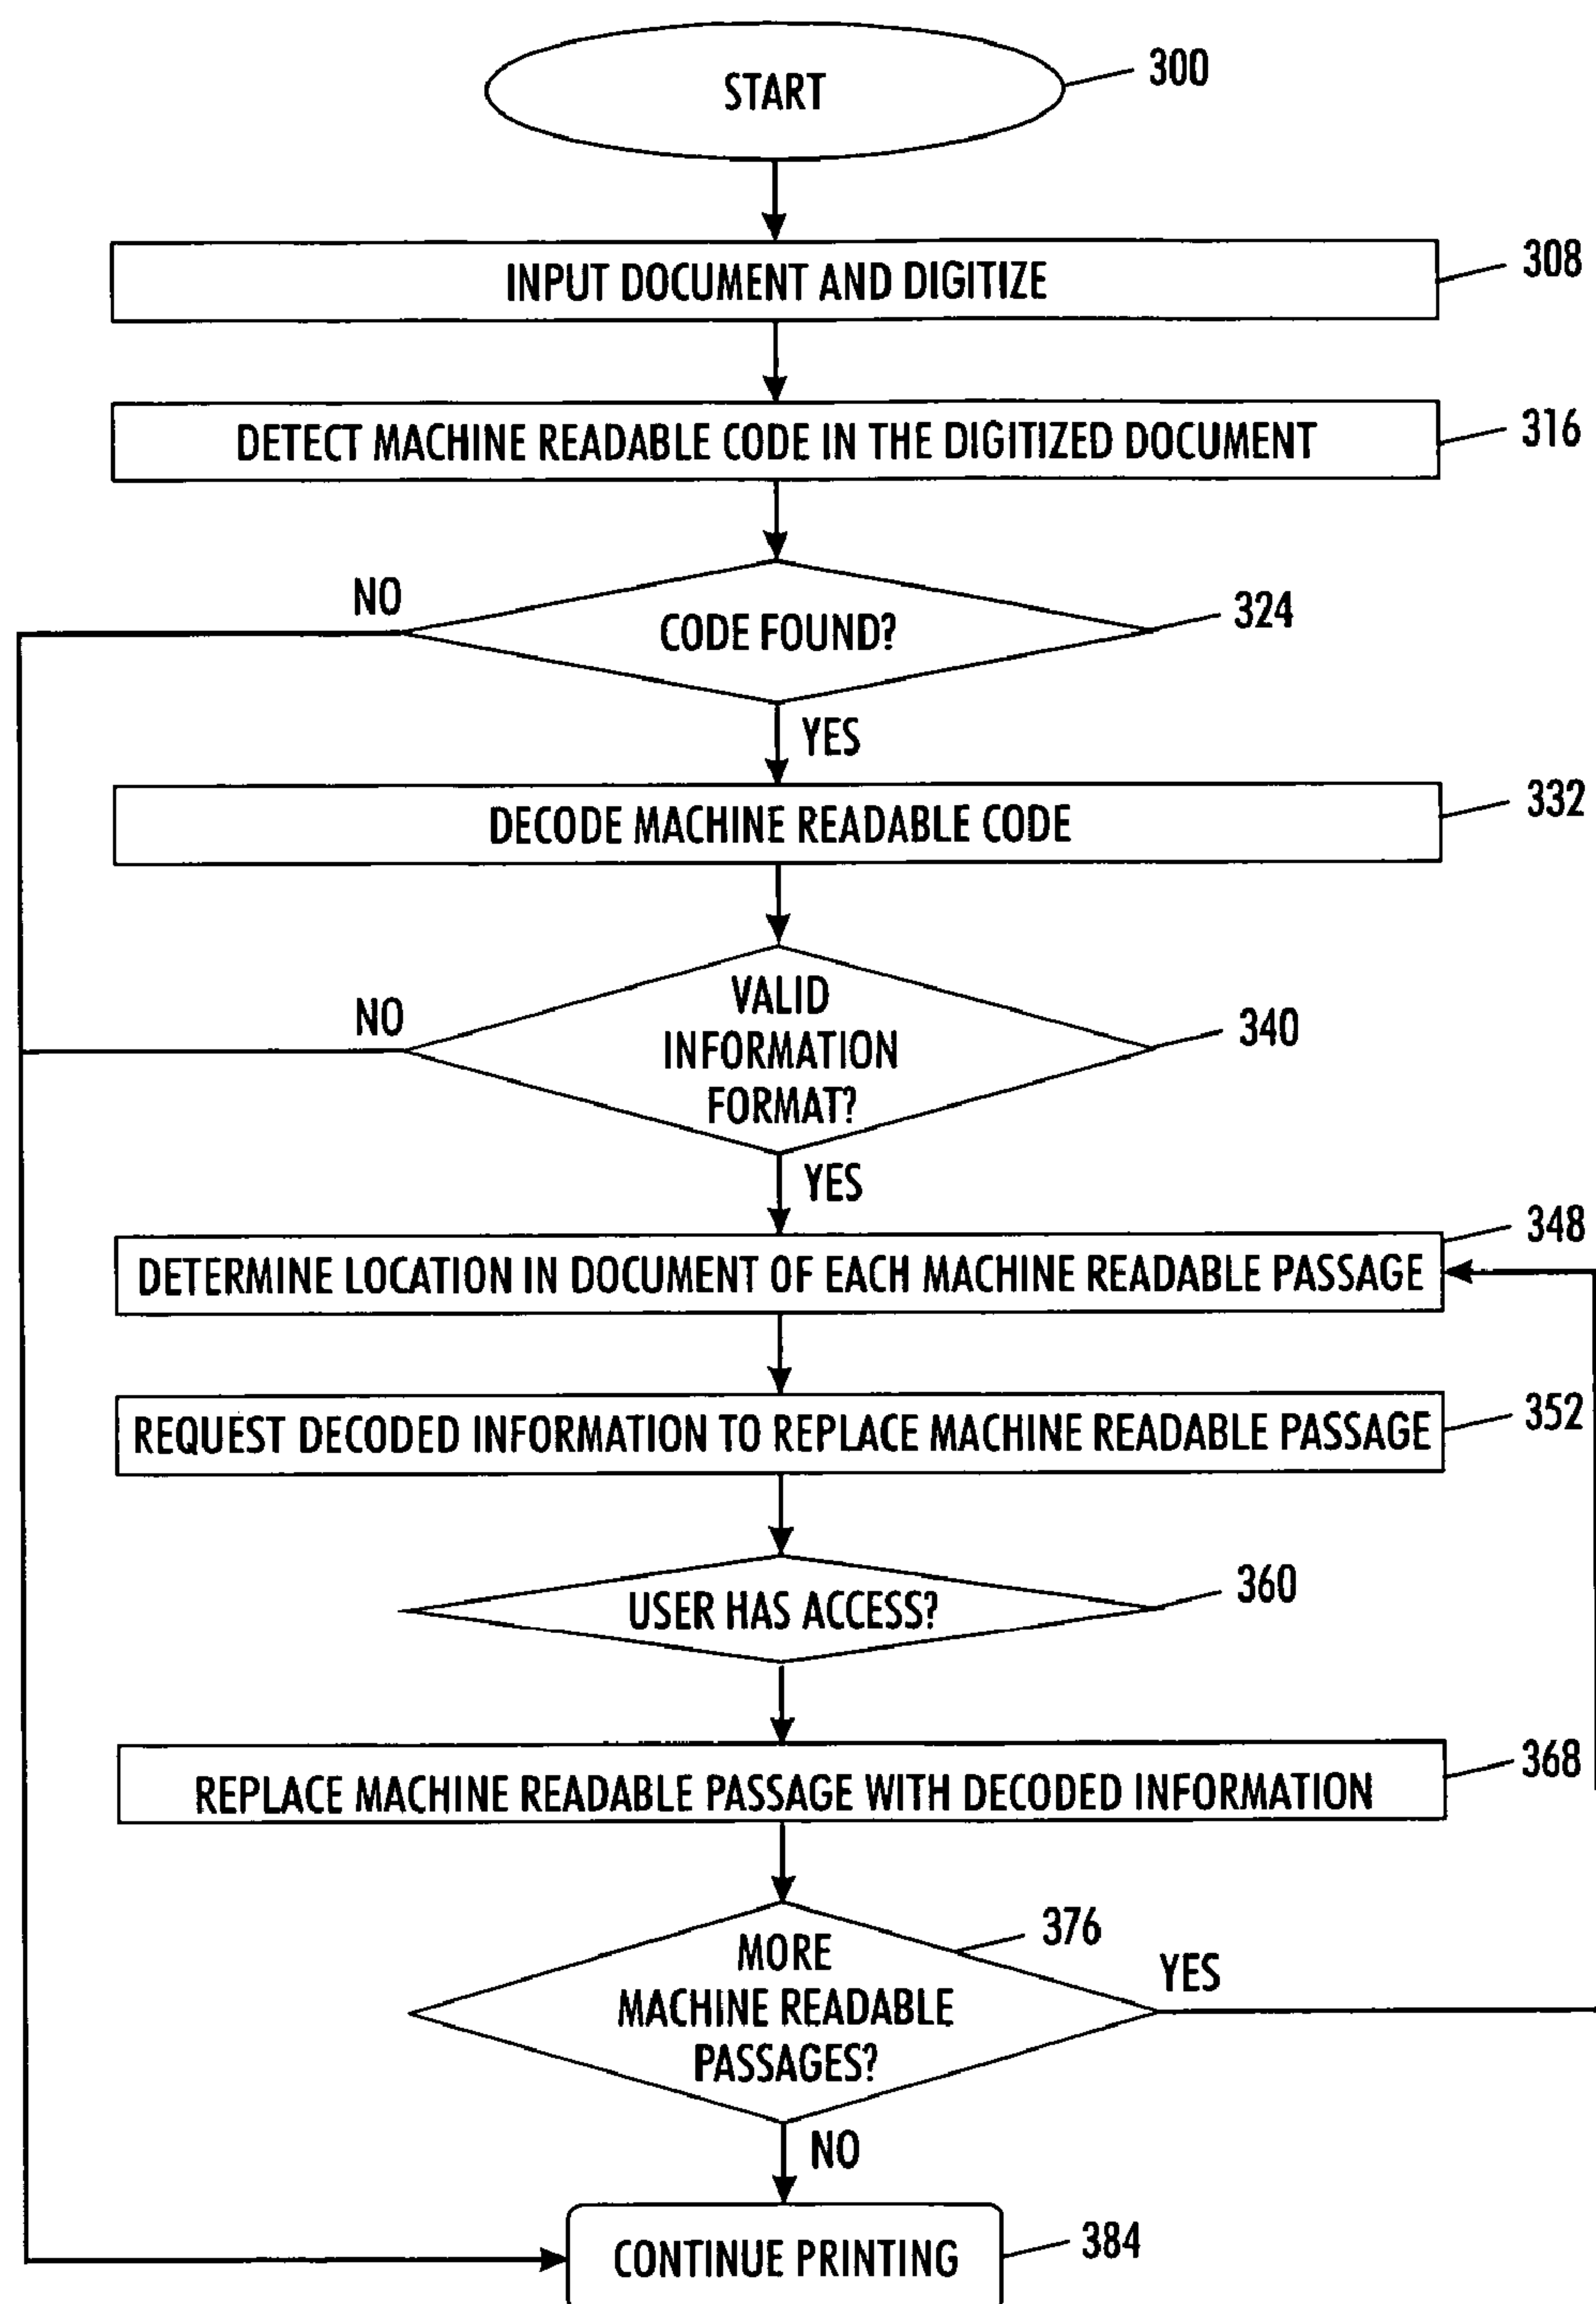 START
300
INPUT DOCUMENT AND DIGITIZE
308
DETECT MACHINE READABLE CODE IN THE DIGITIZED DOCUMENT
316
NO
CODE FOUND?
324
YES
DECODE MACHINE READABLE CODE
332
NO
VALID
INFORMATION
FORMAT?
340
YES
348
DETERMINE LOCATION IN DOCUMENT OF EACH MACHINE READABLE PASSAGE
REQUEST DECODED INFORMATION TO REPLACE MACHINE READABLE PASSAGE
352
USER HAS ACCESS?
360
REPLACE MACHINE READABLE PASSAGE WITH DECODED INFORMATION
368
MORE
MACHINE READABLE
PASSAGES?
376
YES
NO
CONTINUE PRINTING
384